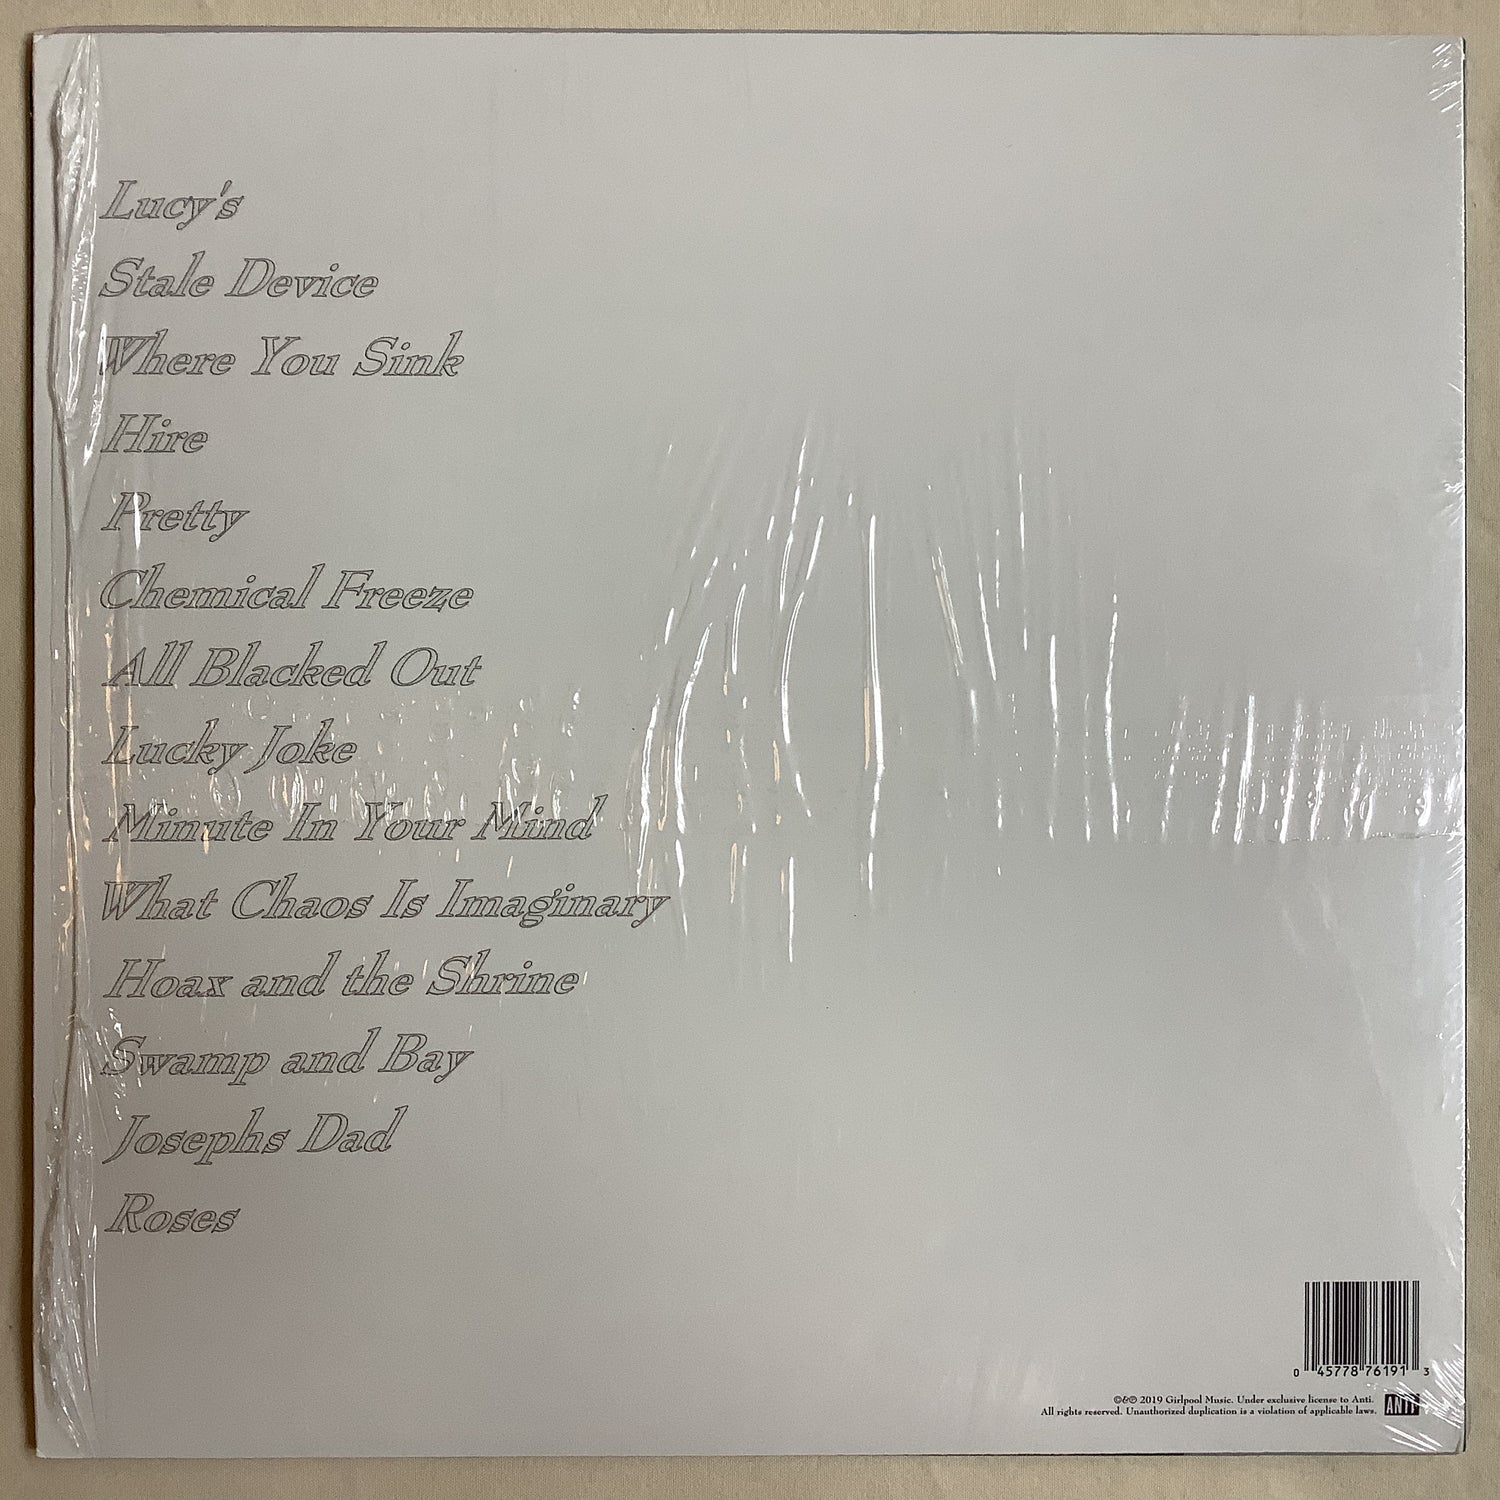 Lucy's
Stale Device
Where You Sink
Hire
Pretty
Chemical Freeze
All Blacked Out
Lucky Joke
Minute In Your Mind
What Chaos Is Imaginary
Hoax and the Shrine
Swamp and Bay
Josephs Dad
Roses
0 45778 76191 3
©&℗ 2019 Girlpool Music. Under exclusive license to Anti.
All rights reserved. Unauthorized duplication is a violation of applicable laws.
ANTI